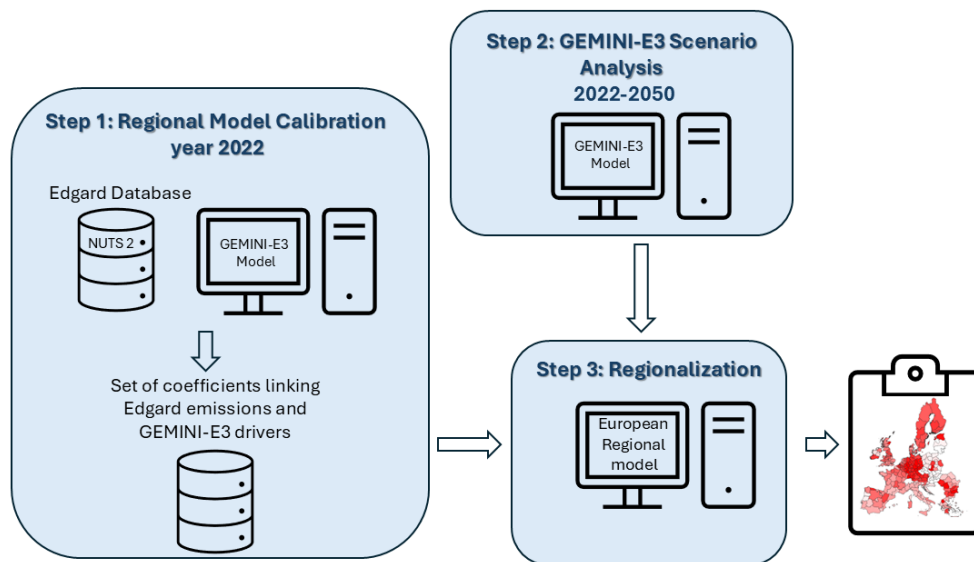 Step 1: Regional Model Calibration
year 2022
Edgard Database
NUTS 2
GEMINI-E3
Model
Set of coefficients linking
Edgard emissions and
GEMINI-E3 drivers
Step 2: GEMINI-E3 Scenario
Analysis
2022-2050
GEMINI-E3
Model
Step 3: Regionalization
European
Regional
model